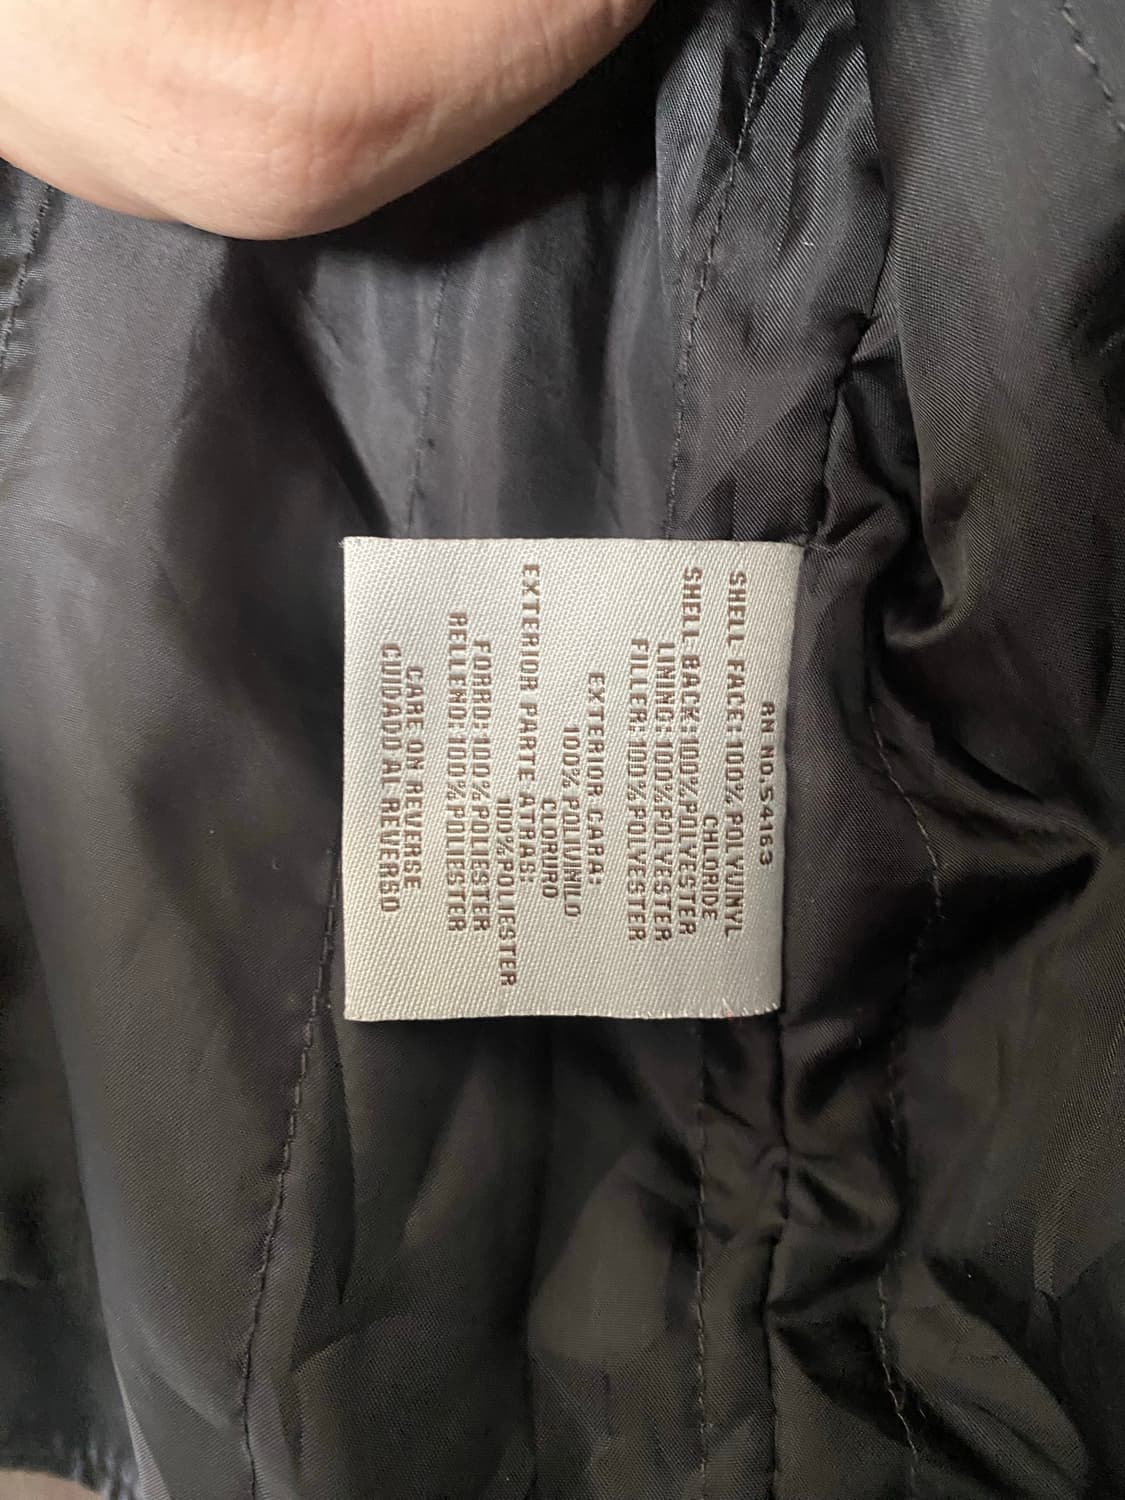 RN NO.54163
SHELL FACE: 100% POLYUNYL
CHLORIDE
SHELL BACK: 100% POLYESTER
LINING: 100% POLYESTER
FILLER: 100% POLYESTER
EXTERIOR CARA:
100% POLIVINILO
CLORURO
EXTERIOR PARTE ATRAS:
100% POLIESTER
FORRO: 100% POLIESTER
RELLENO: 100% POLIESTER
CARE ON REVERSE
CUIDADO AL REVERSO